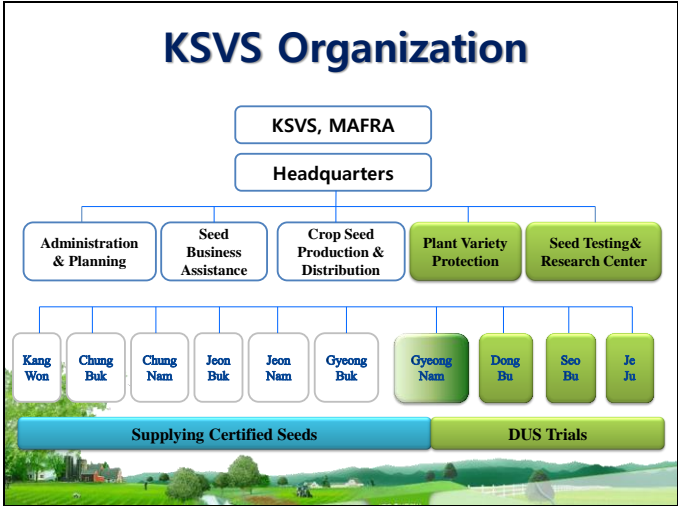 KSVS Organization
KSVS, MAFRA
Headquarters
Administration
& Planning
Seed
Business
Assistance
Crop Seed
Production &
Distribution
Plant Variety
Protection
Seed Testing&
Research Center
Kang
Won
Chung
Buk
Chung
Nam
Jeon
Buk
Jeon
Nam
Gyeong
Buk
Gyeong
Nam
Dong
Bu
Seo
Bu
Je
Ju
Supplying Certified Seeds
DUS Trials